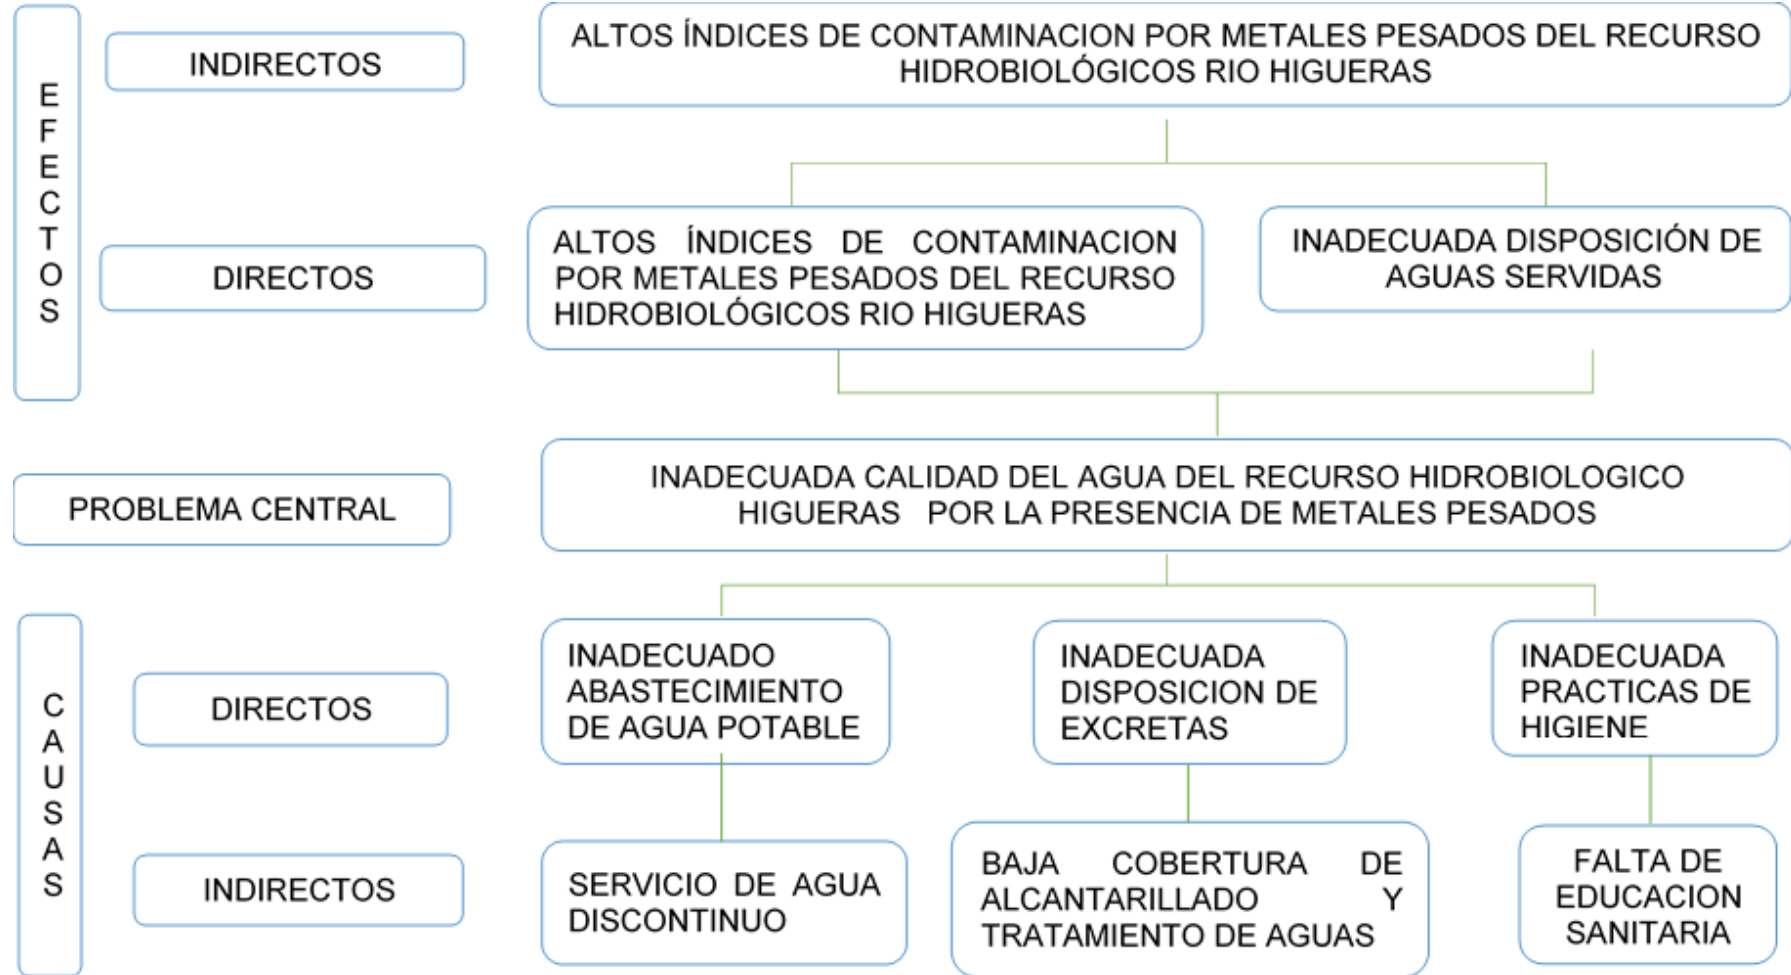 EFECTOS
INDIRECTOS
ALTOS ÍNDICES DE CONTAMINACION POR METALES PESADOS DEL RECURSO
HIDROBIOLÓGICOS RIO HIGUERAS
DIRECTOS
ALTOS ÍNDICES DE CONTAMINACION
POR METALES PESADOS DEL RECURSO
HIDROBIOLÓGICOS RIO HIGUERAS
INADECUADA DISPOSICIÓN DE
AGUAS SERVIDAS
PROBLEMA CENTRAL
INADECUADA CALIDAD DEL AGUA DEL RECURSO HIDROBIOLOGICO
HIGUERAS POR LA PRESENCIA DE METALES PESADOS
CAUSAS
DIRECTOS
INADECUADO
ABASTECIMIENTO
DE AGUA POTABLE
INADECUADA
DISPOSICION DE
EXCRETAS
INADECUADA
PRACTICAS DE
HIGIENE
INDIRECTOS
SERVICIO DE AGUA
DISCONTINUO
BAJA COBERTURA DE
ALCANTARILLADO Y
TRATAMIENTO DE AGUAS
FALTA DE
EDUCACION
SANITARIA